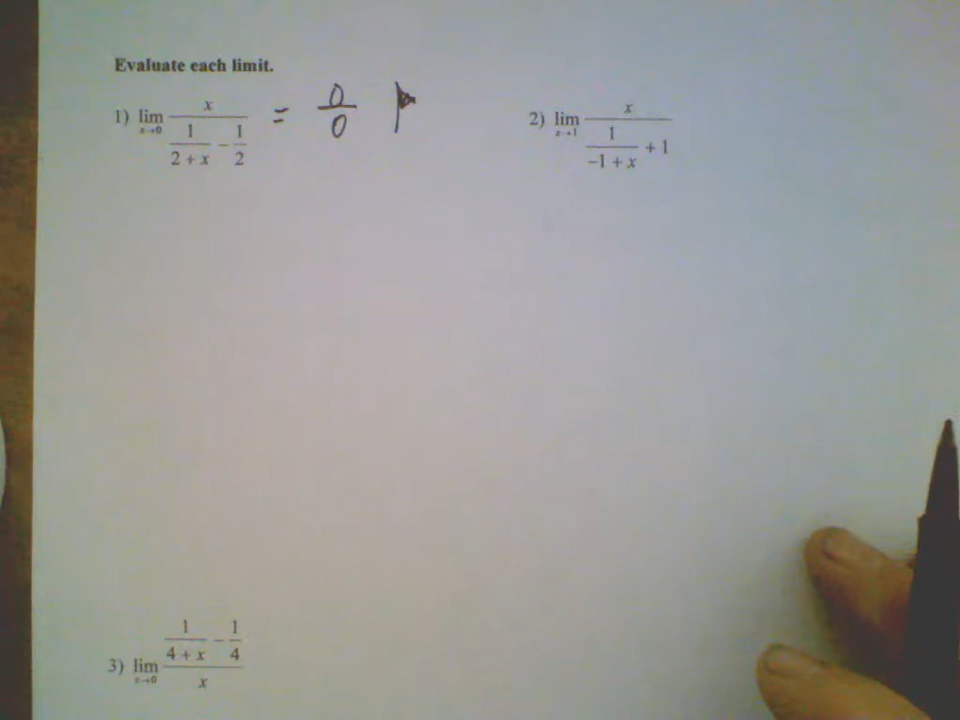 Evaluate each limit.
1) lim x→0 x / (1/(2 + x) − 1/2) = 0/0
2) lim x→1 x / (1/(−1 + x) + 1)
3) lim x→0 (1/(4 + x) − 1/4) / x